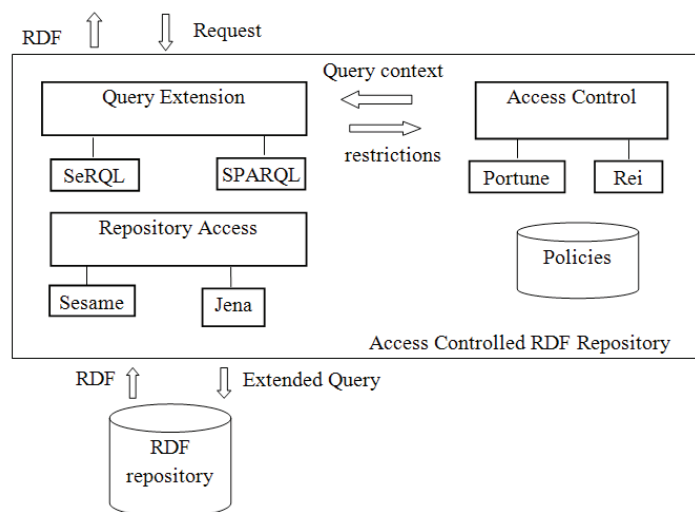 RDF
Request
Query context
Query Extension
Access Control
restrictions
SeRQL
SPARQL
Portune
Rei
Repository Access
Policies
Sesame
Jena
Access Controlled RDF Repository
RDF
Extended Query
RDF
repository